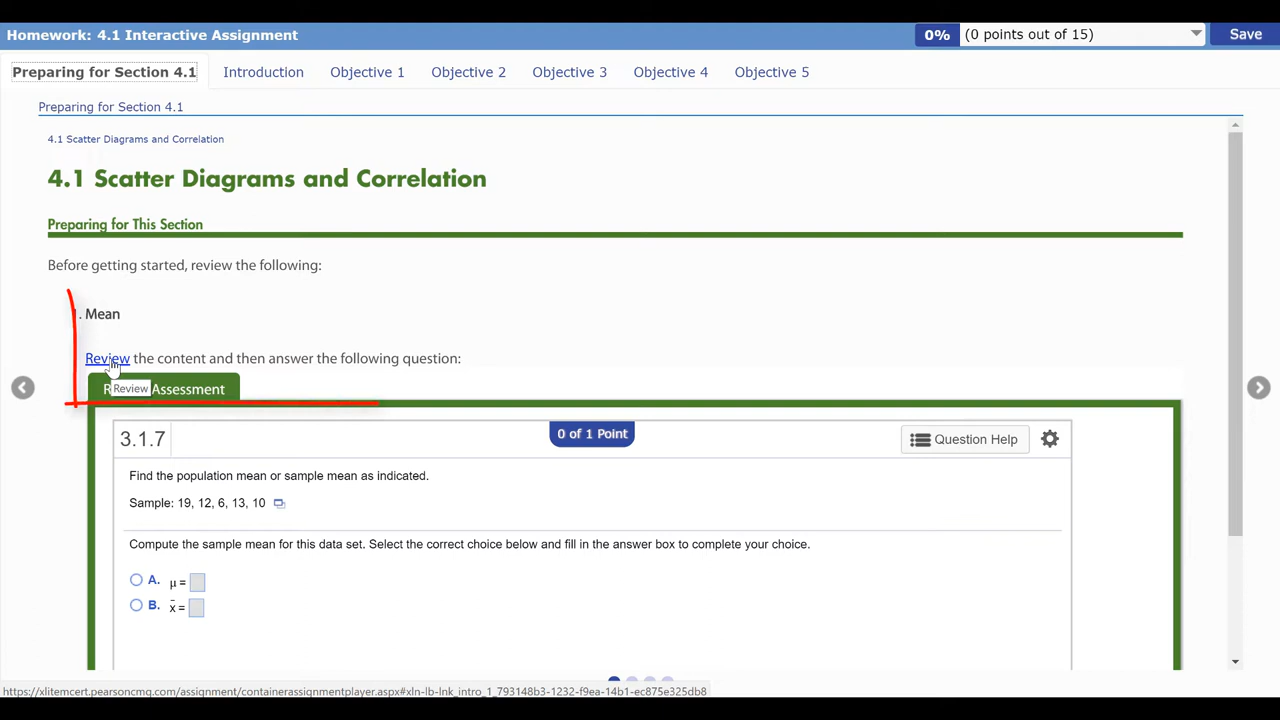 Homework: 4.1 Interactive Assignment
0% (0 points out of 15) Save
Preparing for Section 4.1 Introduction Objective 1 Objective 2 Objective 3 Objective 4 Objective 5
Preparing for Section 4.1
4.1 Scatter Diagrams and Correlation
4.1 Scatter Diagrams and Correlation
Preparing for This Section
Before getting started, review the following:
. Mean
Review the content and then answer the following question:
Review
Assessment
3.1.7 0 of 1 Point Question Help
Find the population mean or sample mean as indicated.
Sample: 19, 12, 6, 13, 10
Compute the sample mean for this data set. Select the correct choice below and fill in the answer box to complete your choice.
A. μ =
B. x̄ =
https://xlitemcert.pearsoncmg.com/assignment/containerassignmentplayer.aspx#xln-lb-lnk_intro_1_793148b3-1232-f9ea-14b1-ec875e325db8